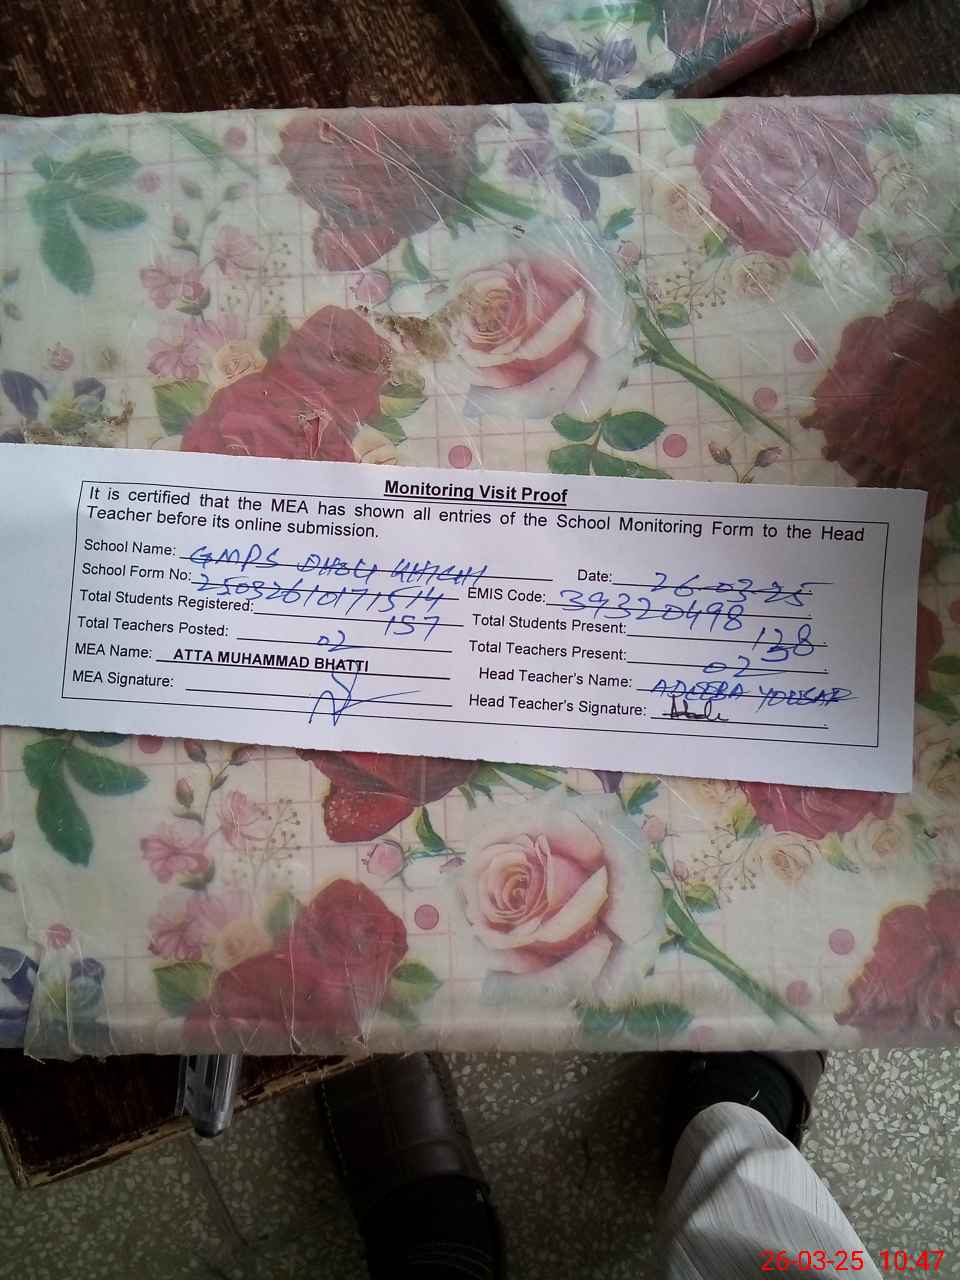 Monitoring Visit Proof
It is certified that the MEA has shown all entries of the School Monitoring Form to the Head
Teacher before its online submission.
School Name: GMPS DHOLI KHICHI Date: 26-03-25
School Form No: 25032610171514 EMIS Code: 39320498
Total Students Registered: 157 Total Students Present: 138
Total Teachers Posted: 02 Total Teachers Present: 02
MEA Name: ATTA MUHAMMAD BHATTI Head Teacher's Name: ADEEBA YOUSAF
MEA Signature: Head Teacher's Signature:
26-03-25 10:47